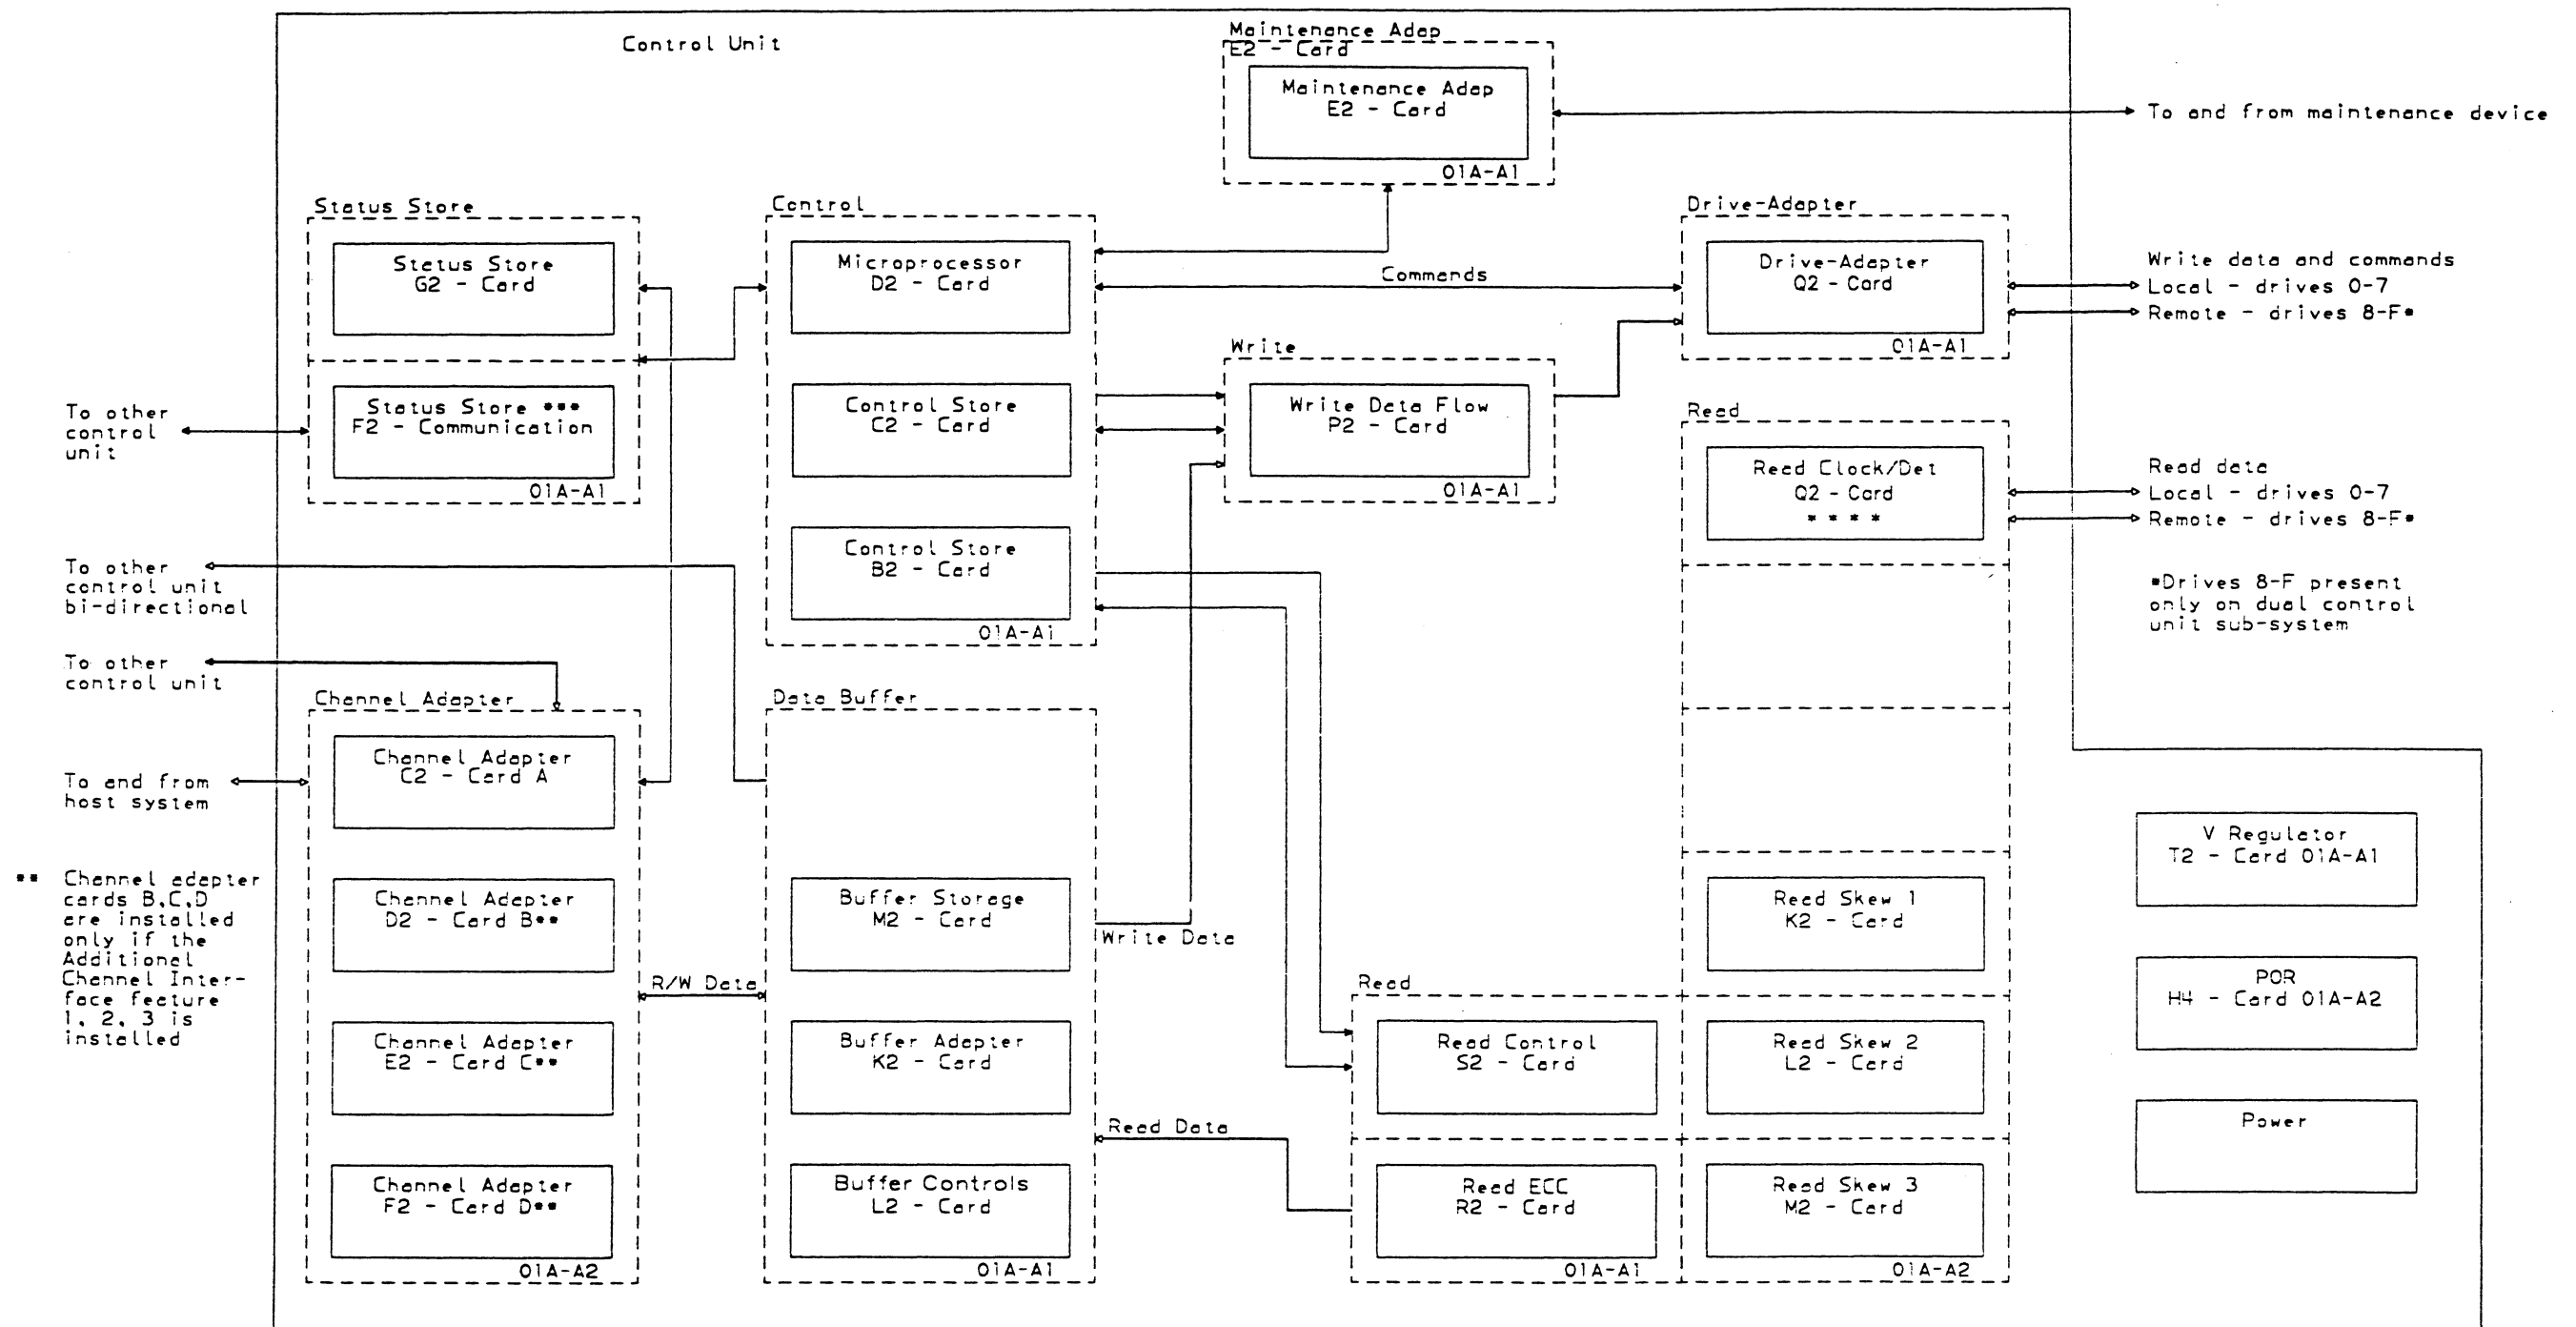 Control Unit
Maintenance Adap
E2 - Card
Maintenance Adap
E2 - Card
01A-A1
To and from maintenance device
Status Store
Status Store
G2 - Card
Status Store ***
F2 - Communication
01A-A1
To other
control
unit
Control
Microprocessor
D2 - Card
Control Store
C2 - Card
Control Store
B2 - Card
01A-A1
Commands
Write
Write Data Flow
P2 - Card
01A-A1
Drive-Adapter
Drive-Adapter
Q2 - Card
01A-A1
Write data and commands
Local - drives 0-7
Remote - drives 8-F*
Read
Read Clock/Det
Q2 - Card
* * * *
Read data
Local - drives 0-7
Remote - drives 8-F*
*Drives 8-F present
only on dual control
unit sub-system
To other
control unit
bi-directional
To other
control unit
To and from
host system
** Channel adapter
cards B,C,D
are installed
only if the
Additional
Channel Inter-
face feature
1, 2, 3 is
installed
Channel Adapter
Channel Adapter
C2 - Card A
Channel Adapter
D2 - Card B**
Channel Adapter
E2 - Card C**
Channel Adapter
F2 - Card D**
01A-A2
R/W Data
Data Buffer
Buffer Storage
M2 - Card
Buffer Adapter
K2 - Card
Buffer Controls
L2 - Card
01A-A1
Write Data
Read Data
Read
Read Control
S2 - Card
Read ECC
R2 - Card
01A-A1
Read Skew 1
K2 - Card
Read Skew 2
L2 - Card
Read Skew 3
M2 - Card
01A-A2
V Regulator
T2 - Card 01A-A1
POR
H4 - Card 01A-A2
Power